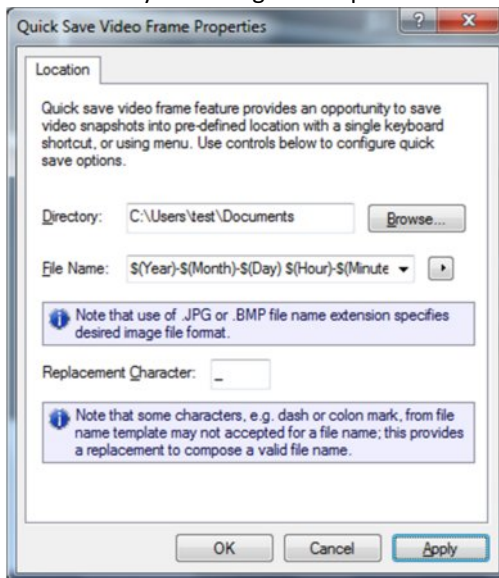 Quick Save Video Frame Properties
Location
Quick save video frame feature provides an opportunity to save
video snapshots into pre-defined location with a single keyboard
shortcut, or using menu. Use controls below to configure quick
save options.
Directory: C:\Users\test\Documents Browse...
File Name: $(Year)-$(Month)-$(Day) $(Hour)-$(Minute
Note that use of .JPG or .BMP file name extension specifies
desired image file format.
Replacement Character: _
Note that some characters, e.g. dash or colon mark, from file
name template may not accepted for a file name; this provides
a replacement to compose a valid file name.
OK Cancel Apply